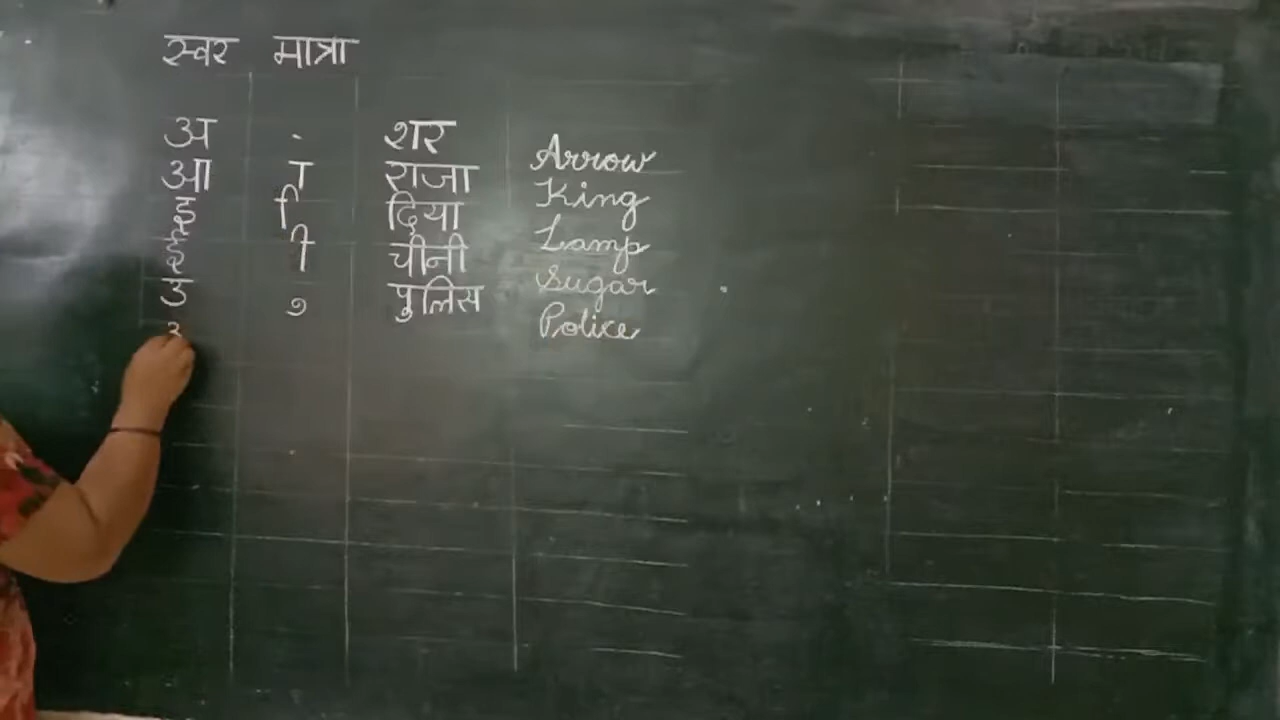 स्वर मात्रा
अ - शर Arrow
आ ा राजा King
इ ि दिया Lamp
ई ी चीनी Sugar
उ ु पुलिस Police